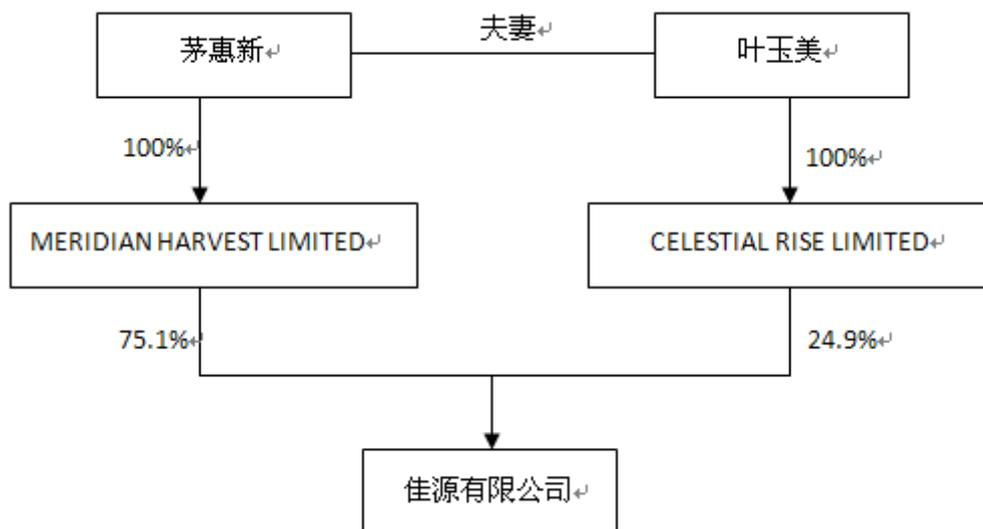 夫妻
茅惠新
叶玉美
100%
100%
MERIDIAN HARVEST LIMITED
CELESTIAL RISE LIMITED
75.1%
24.9%
佳源有限公司